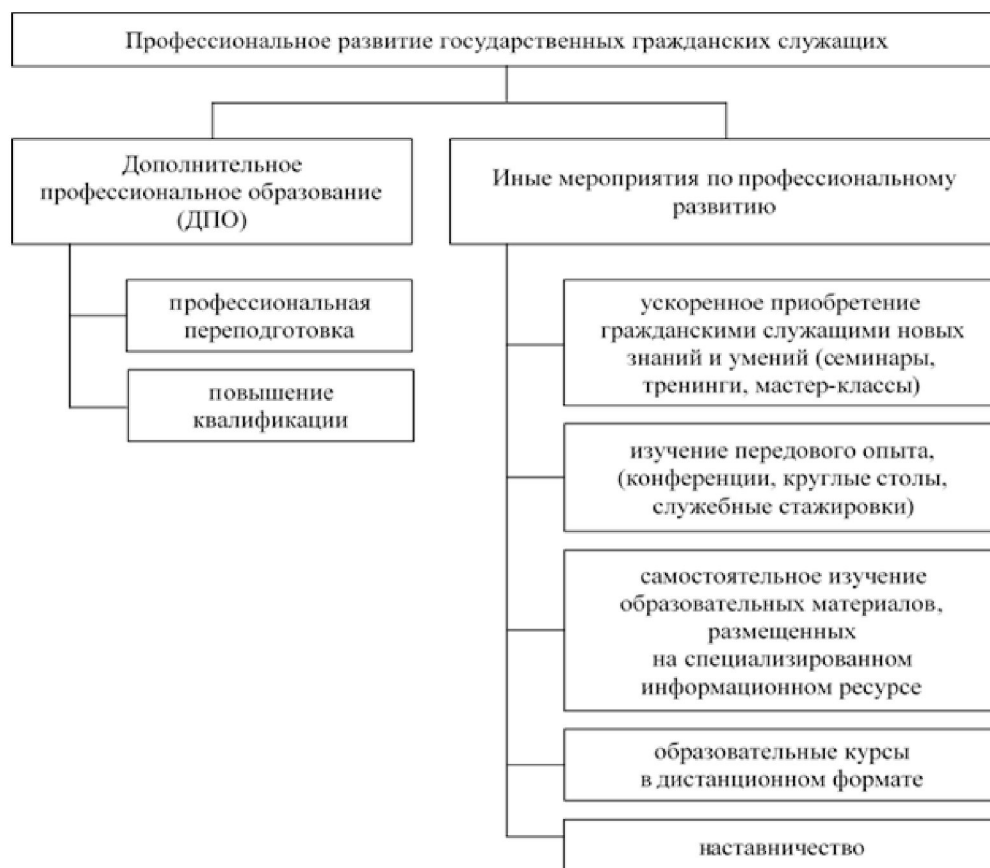 Профессиональное развитие государственных гражданских служащих
Дополнительное
профессиональное образование
(ДПО)
профессиональная
переподготовка
повышение
квалификации
Иные мероприятия по профессиональному
развитию
ускоренное приобретение
гражданскими служащими новых
знаний и умений (семинары,
тренинги, мастер-классы)
изучение передового опыта,
(конференции, круглые столы,
служебные стажировки)
самостоятельное изучение
образовательных материалов,
размещенных
на специализированном
информационном ресурсе
образовательные курсы
в дистанционном формате
наставничество